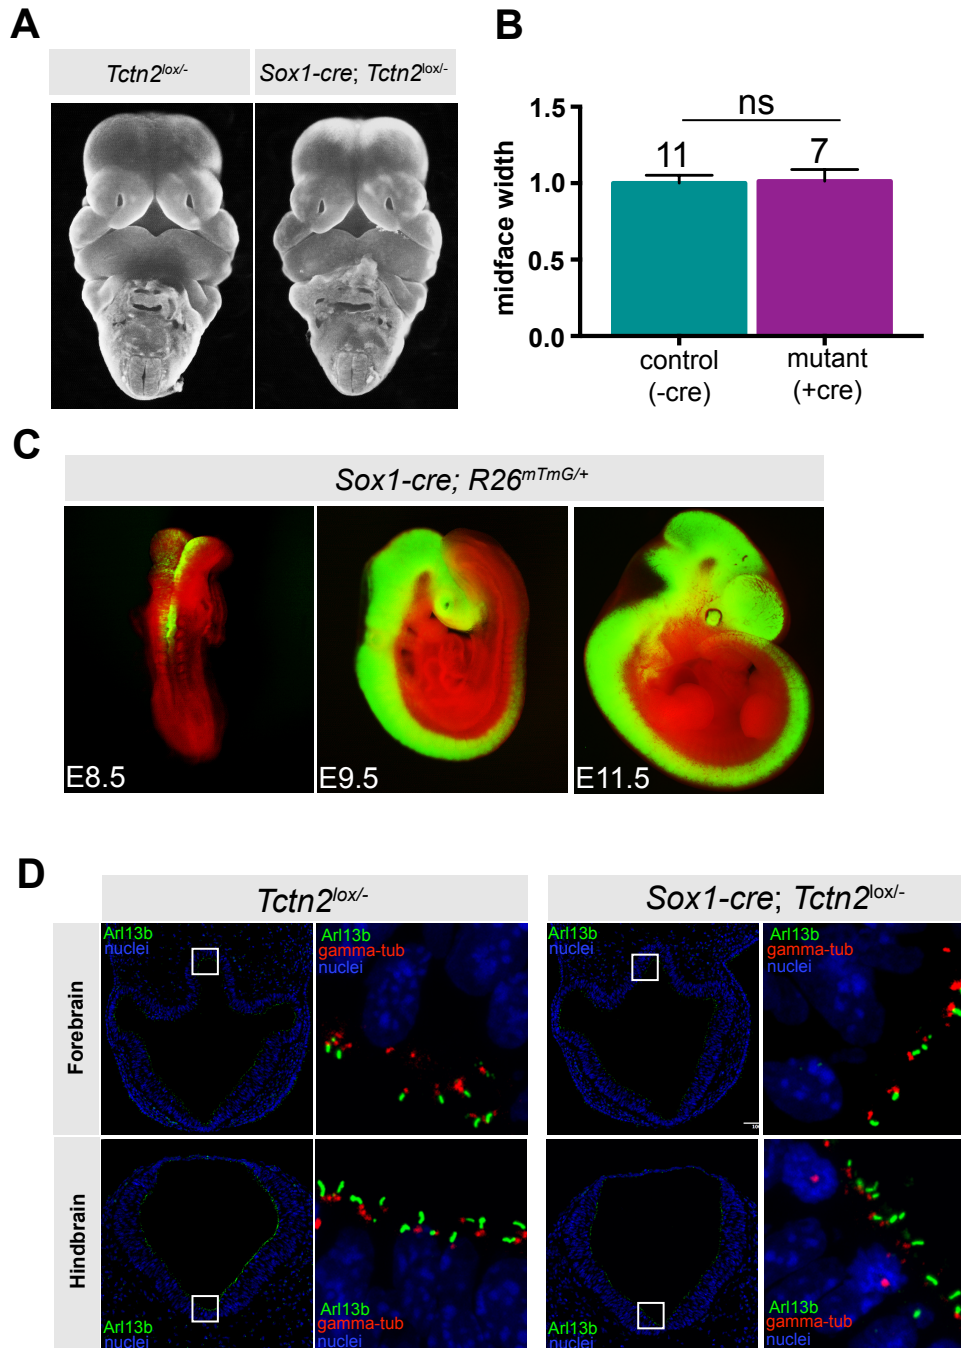 A
Tctn2lox/-
Sox1-cre; Tctn2lox/-
B
1.5
1.0
0.5
0.0
midface width
ns
11
7
control
(-cre)
mutant
(+cre)
C
Sox1-cre; R26mTmG/+
E8.5
E9.5
E11.5
D
Tctn2lox/-
Sox1-cre; Tctn2lox/-
Forebrain
Arl13b
nuclei
Arl13b
gamma-tub
nuclei
Arl13b
nuclei
Arl13b
gamma-tub
nuclei
Hindbrain
Arl13b
nuclei
Arl13b
gamma-tub
nuclei
Arl13b
nuclei
Arl13b
gamma-tub
nuclei